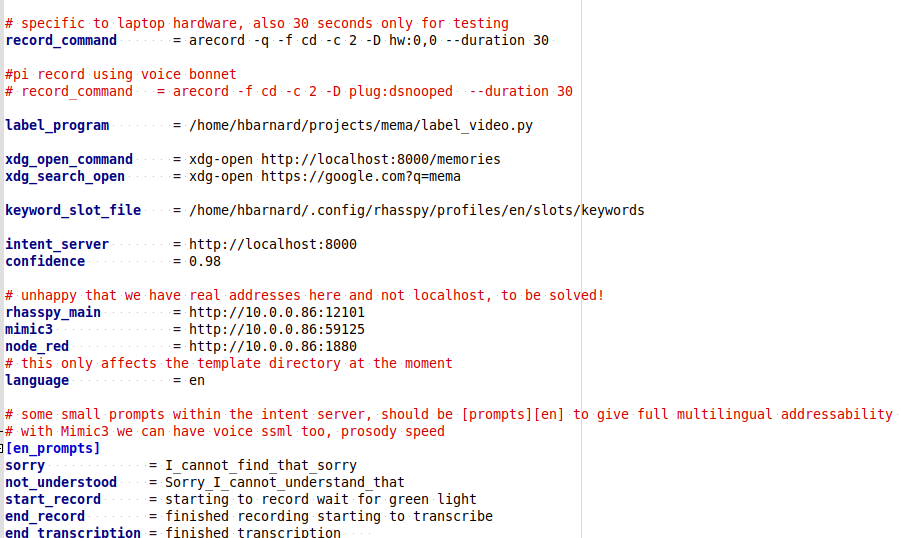 # specific to laptop hardware, also 30 seconds only for testing
record_command = arecord -q -f cd -c 2 -D hw:0,0 --duration 30
#pi record using voice bonnet
# record_command = arecord -f cd -c 2 -D plug:dsnooped --duration 30
label_program = /home/hbarnard/projects/mema/label_video.py
xdg_open_command = xdg-open http://localhost:8000/memories
xdg_search_open = xdg-open https://google.com?q=mema
keyword_slot_file = /home/hbarnard/.config/rhasspy/profiles/en/slots/keywords
intent_server = http://localhost:8000
confidence = 0.98
# unhappy that we have real addresses here and not localhost, to be solved!
rhasspy_main = http://10.0.0.86:12101
mimic3 = http://10.0.0.86:59125
node_red = http://10.0.0.86:1880
# this only affects the template directory at the moment
language = en
# some small prompts within the intent server, should be [prompts][en] to give full multilingual addressability
# with Mimic3 we can have voice ssml too, prosody speed
[en_prompts]
sorry = I_cannot_find_that_sorry
not_understood = Sorry_I_cannot_understand_that
start_record = starting to record wait for green light
end_record = finished recording starting to transcribe
end_transcription = finished transcription